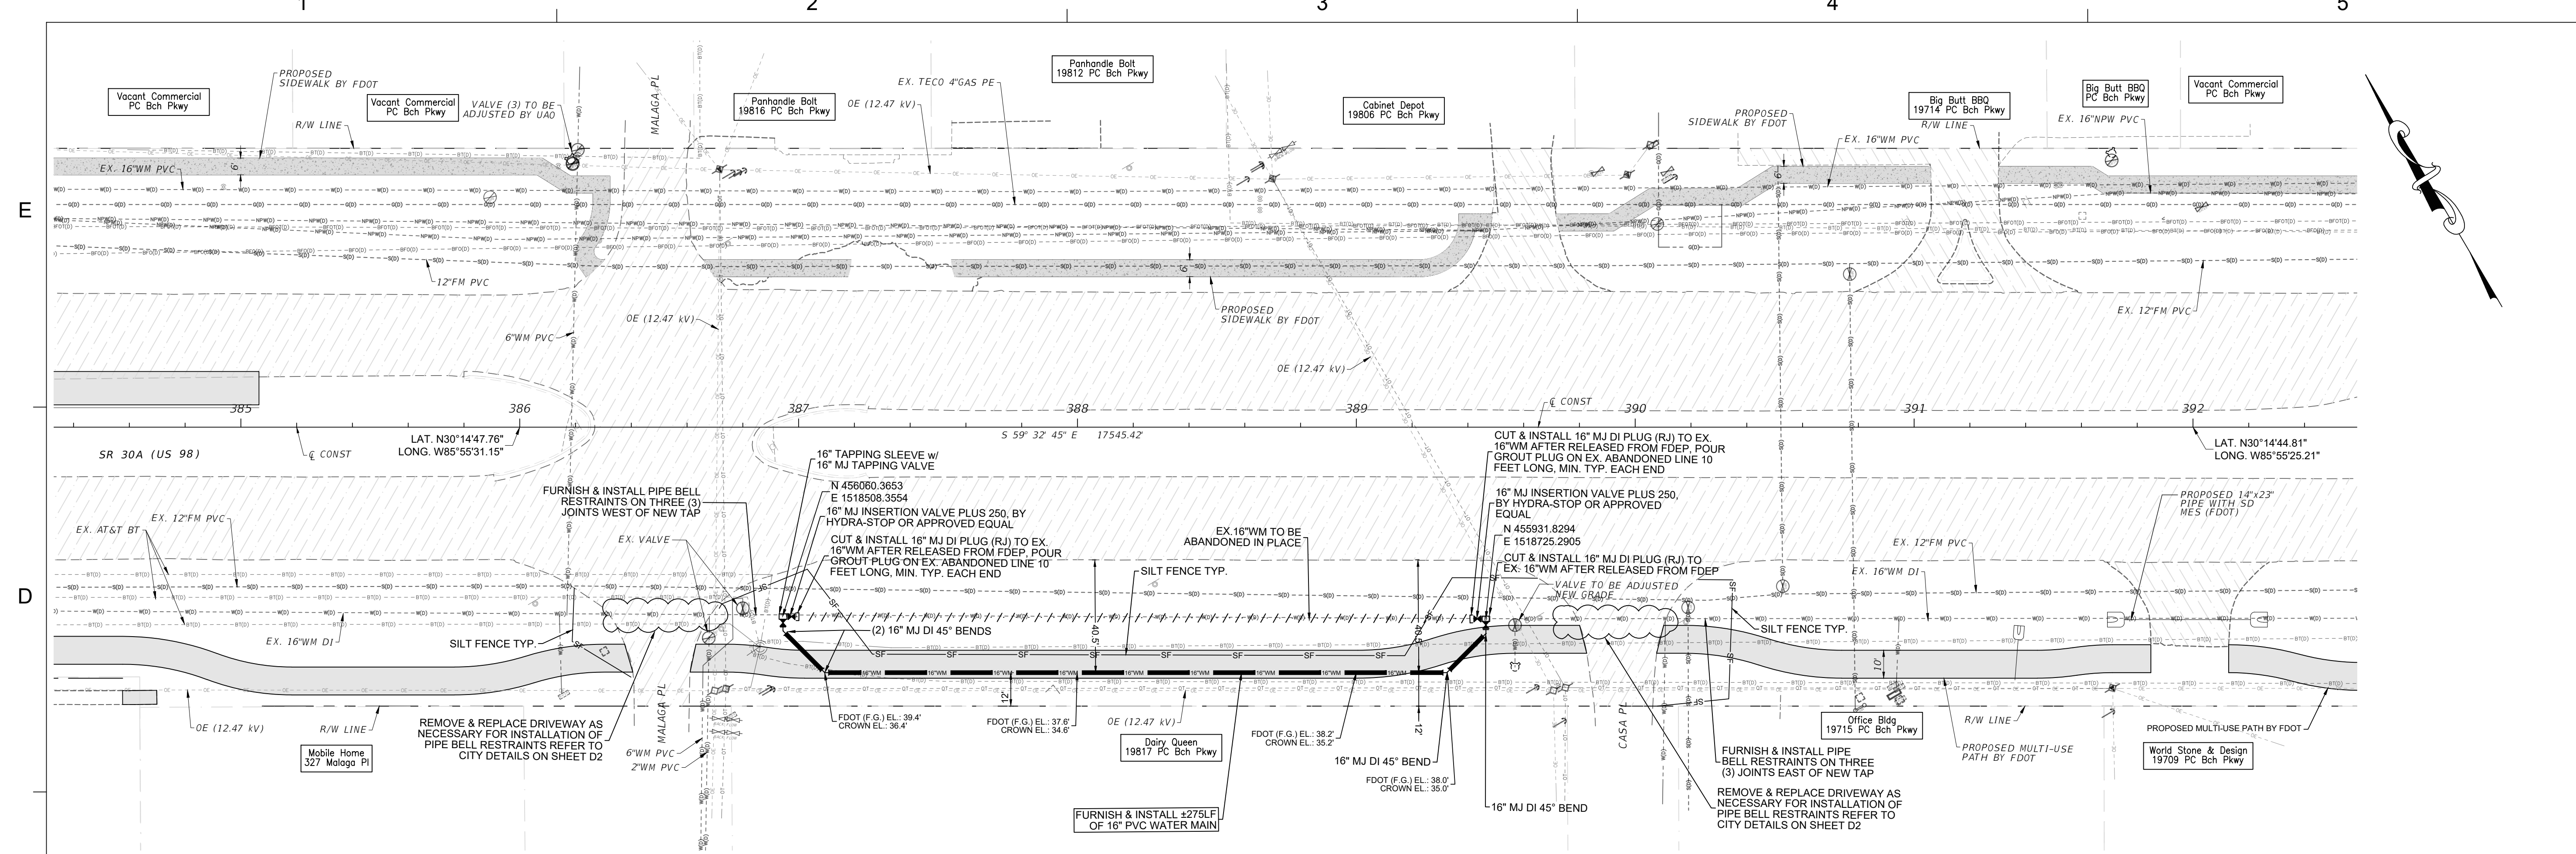 1
2
3
4
5
E
D
Vacant Commercial
PC Bch Pkwy
PROPOSED
SIDEWALK BY FDOT
R/W LINE
Vacant Commercial
PC Bch Pkwy
VALVE (3) TO BE
ADJUSTED BY UAO
MALAGA PL
Panhandle Bolt
19816 PC Bch Pkwy
OE (12.47 kV)
EX. TECO 4"GAS PE
Panhandle Bolt
19812 PC Bch Pkwy
Cabinet Depot
19806 PC Bch Pkwy
PROPOSED
SIDEWALK BY FDOT
EX. 16"WM PVC
Big Butt BBQ
19714 PC Bch Pkwy
R/W LINE
Big Butt BBQ
PC Bch Pkwy
EX. 16"NPW PVC
Vacant Commercial
PC Bch Pkwy
EX. 16"WM PVC
6'
6'
6'
12"FM PVC
6"WM PVC
OE (12.47 kV)
PROPOSED
SIDEWALK BY FDOT
OE (12.47 kV)
EX. 12"FM PVC
385
386
387
388
389
390
391
392
LAT. N30°14'47.76"
LONG. W85°55'31.15"
S 59° 32' 45" E 17545.42'
℄ CONST
LAT. N30°14'44.81"
LONG. W85°55'25.21"
SR 30A (US 98)
℄ CONST
16" TAPPING SLEEVE w/
16" MJ TAPPING VALVE
FURNISH & INSTALL PIPE BELL
RESTRAINTS ON THREE (3)
JOINTS WEST OF NEW TAP
N 456060.3653
E 1518508.3554
16" MJ INSERTION VALVE PLUS 250, BY
HYDRA-STOP OR APPROVED EQUAL
CUT & INSTALL 16" MJ DI PLUG (RJ) TO EX.
16"WM AFTER RELEASED FROM FDEP, POUR
GROUT PLUG ON EX. ABANDONED LINE 10
FEET LONG, MIN. TYP. EACH END
EX.16"WM TO BE
ABANDONED IN PLACE
SILT FENCE TYP.
CUT & INSTALL 16" MJ DI PLUG (RJ) TO EX.
16"WM AFTER RELEASED FROM FDEP, POUR
GROUT PLUG ON EX. ABANDONED LINE 10
FEET LONG, MIN. TYP. EACH END
16" MJ INSERTION VALVE PLUS 250,
BY HYDRA-STOP OR APPROVED
EQUAL
N 455931.8294
E 1518725.2905
CUT & INSTALL 16" MJ DI PLUG (RJ) TO
EX. 16"WM AFTER RELEASED FROM FDEP
VALVE TO BE ADJUSTED
NEW GRADE
PROPOSED 14"x23"
PIPE WITH SD
MES (FDOT)
EX. 12"FM PVC
EX. 16"WM DI
EX. AT&T BT
EX. 12"FM PVC
EX. VALVE
EX. 16"WM DI
SILT FENCE TYP.
(2) 16" MJ DI 45° BENDS
40.5'
SILT FENCE TYP.
10'
12'
12'
OE (12.47 kV)
R/W LINE
Mobile Home
327 Malaga Pl
REMOVE & REPLACE DRIVEWAY AS
NECESSARY FOR INSTALLATION OF
PIPE BELL RESTRAINTS REFER TO
CITY DETAILS ON SHEET D2
MALAGA PL
6"WM PVC
2"WM PVC
FDOT (F.G.) EL.: 39.4'
CROWN EL.: 36.4'
FDOT (F.G.) EL.: 37.6'
CROWN EL.: 34.6'
OE (12.47 kV)
Dairy Queen
19817 PC Bch Pkwy
FDOT (F.G.) EL.: 38.2'
CROWN EL.: 35.2'
16" MJ DI 45° BEND
FDOT (F.G.) EL.: 38.0'
CROWN EL.: 35.0'
16" MJ DI 45° BEND
FURNISH & INSTALL ±275LF
OF 16" PVC WATER MAIN
CASA PL
FURNISH & INSTALL PIPE
BELL RESTRAINTS ON THREE
(3) JOINTS EAST OF NEW TAP
REMOVE & REPLACE DRIVEWAY AS
NECESSARY FOR INSTALLATION OF
PIPE BELL RESTRAINTS REFER TO
CITY DETAILS ON SHEET D2
Office Bldg
19715 PC Bch Pkwy
PROPOSED MULTI-USE
PATH BY FDOT
R/W LINE
PROPOSED MULTI-USE PATH BY FDOT
World Stone & Design
19709 PC Bch Pkwy